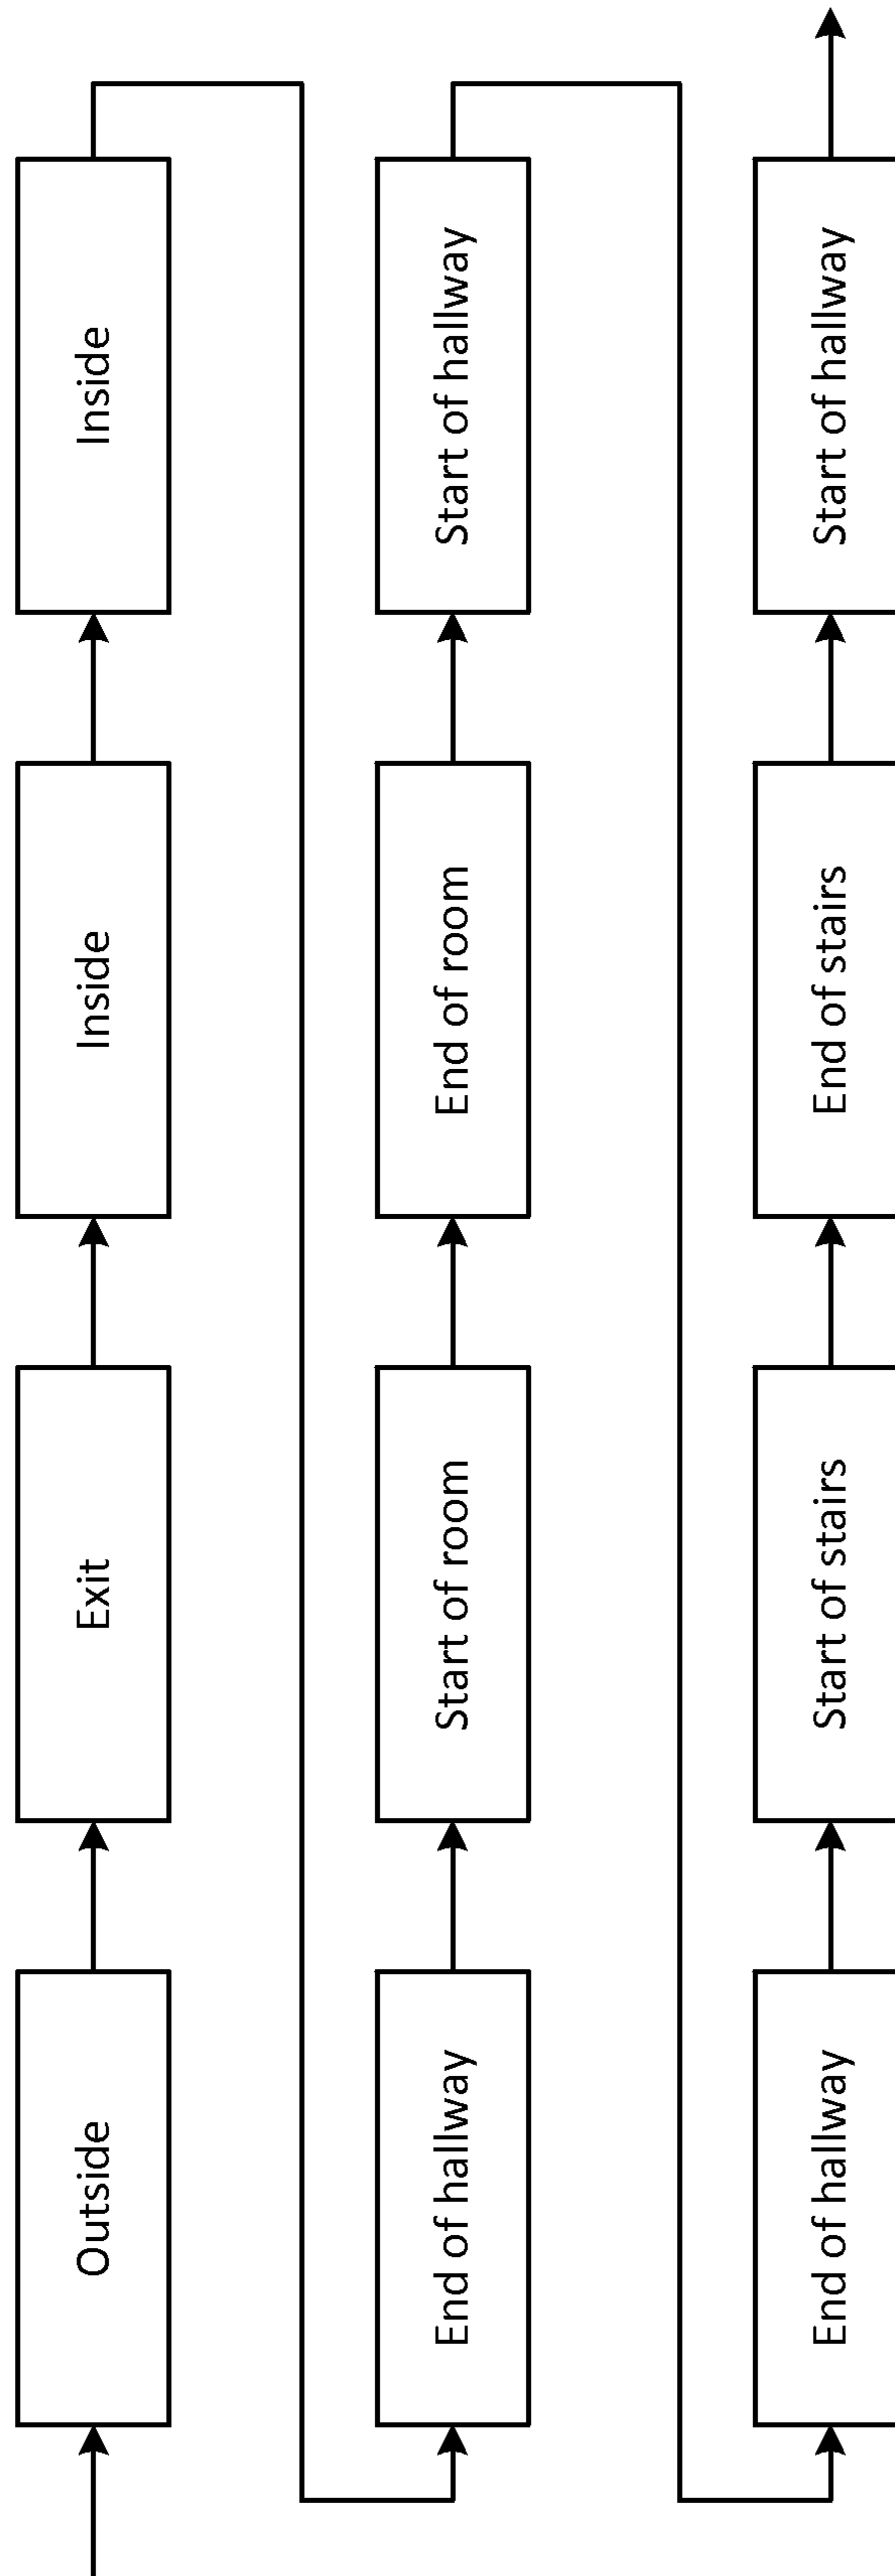 Outside
Exit
Inside
Inside
End of hallway
Start of room
End of room
Start of hallway
End of hallway
Start of stairs
End of stairs
Start of hallway